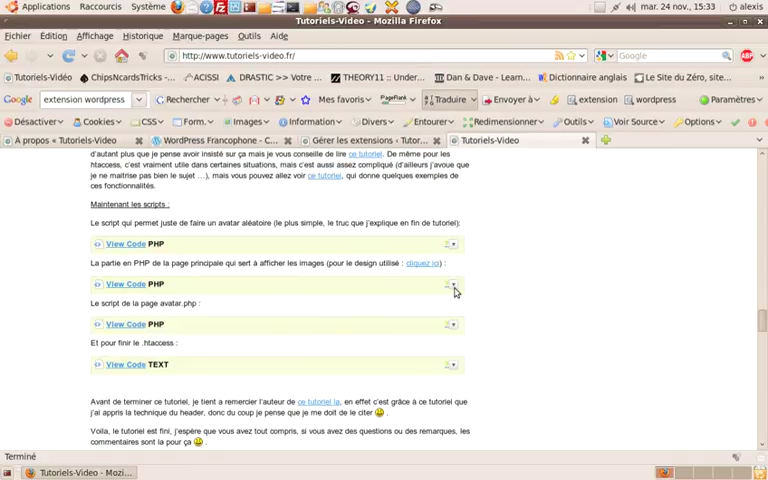 Applications Raccourcis Système mar. 24 nov., 15:33 alexis
Tutoriels-Video - Mozilla Firefox
Fichier Édition Affichage Historique Marque-pages Outils Aide
http://www.tutoriels-video.fr/ Google ABP
Tutoriels-Vidéo ChipsNcardsTricks -... ACISSI DRASTIC >> Votre ... THEORY11 :: Under... Dan & Dave - Learn... Dictionnaire anglais Le Site du Zéro, site...
Google extension wordpress Rechercher Mes favoris PageRank Traduire Envoyer à extension wordpress Paramètres
Désactiver Cookies CSS Form. Images Information Divers Entourer Redimensionner Outils Voir Source Options
À propos « Tutoriels-Video WordPress Francophone - C... Gérer les extensions ‹ Tutor... Tutoriels-Video
d'autant plus que je pense avoir insisté sur ça mais je vous conseille de lire ce tutoriel. De même pour les
htaccess, c'est vraiment utile dans certaines situations, mais c'est aussi assez compliqué (d'ailleurs j'avoue que
je ne maitrise pas bien le sujet ...), mais vous pouvez allez voir ce tutoriel, qui donne quelques exemples de
ces fonctionnalités.
Maintenant les scripts :
Le script qui permet juste de faire un avatar aléatoire (le plus simple, le truc que j'explique en fin de tutoriel):
View Code PHP
La partie en PHP de la page principale qui sert à afficher les images (pour le design utilisé : cliquez ici) :
View Code PHP
Le script de la page avatar.php :
View Code PHP
Et pour finir le .htaccess :
View Code TEXT
Avant de terminer ce tutoriel, je tient a remercier l'auteur de ce tutoriel la, en effet c'est grâce à ce tutoriel que
j'ai appris la technique du header, donc du coup je pense que je me doit de le citer .
Voila, le tutoriel est fini, j'espère que vous avez tout compris, si vous avez des questions ou des remarques, les
commentaires sont la pour ça .
Terminé
Tutoriels-Video - Mozi...